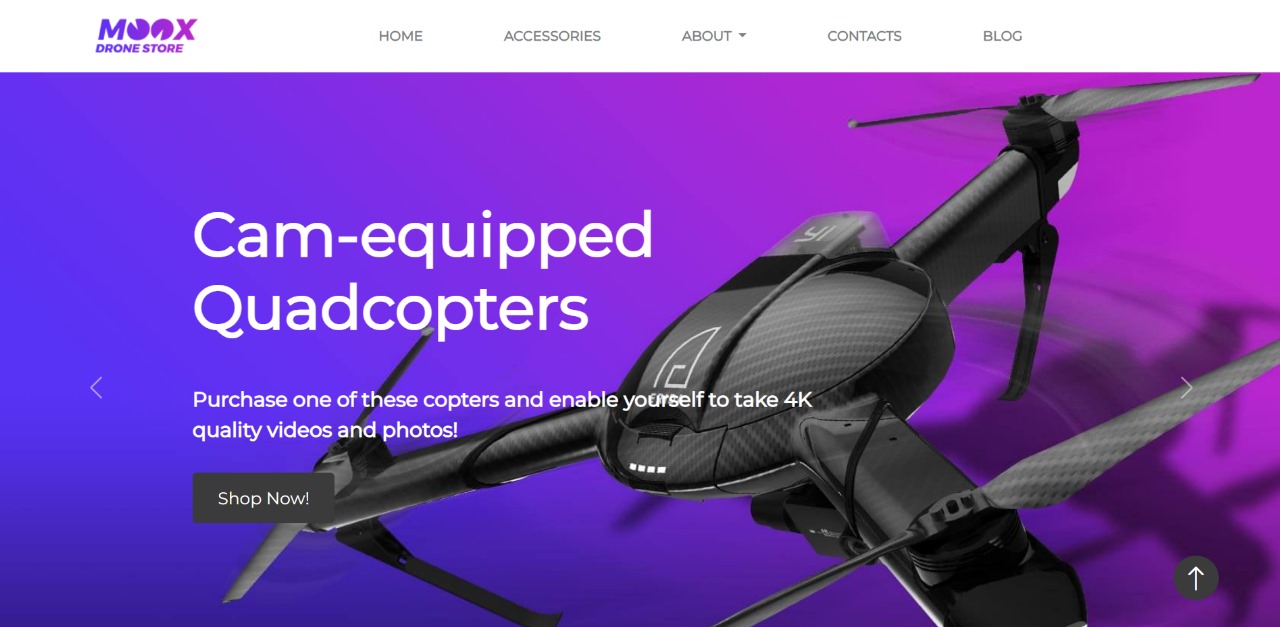 MOOX
DRONE STORE
HOME ACCESSORIES ABOUT CONTACTS BLOG
YI
Cam-equipped
Quadcopters
Purchase one of these copters and enable yourself to take 4K
quality videos and photos!
Shop Now!